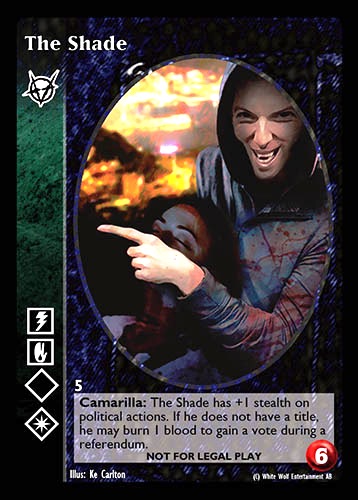 The Shade
5
Camarilla: The Shade has +1 stealth on
political actions. If he does not have a title,
he may burn 1 blood to gain a vote during a
referendum.
NOT FOR LEGAL PLAY
6
Illus: Ke Carlton
(C) White Wolf Entertainment AB